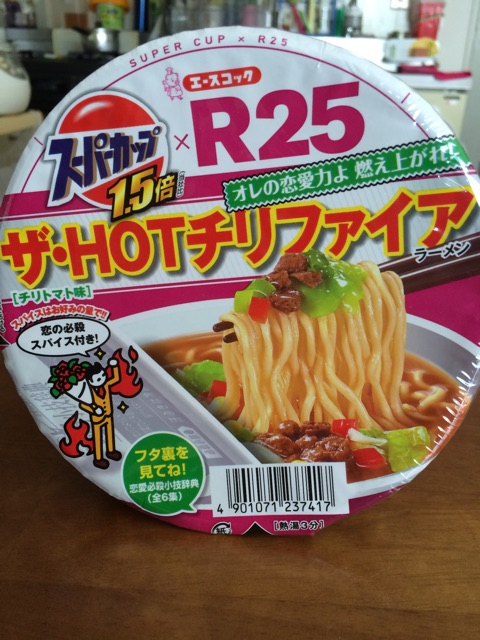 SUPER CUP × R25
エースコック
スーパーカップ
1.5倍
×R25
オレの恋愛力よ 燃え上がれ!
ザ・HOTチリファイア
ラーメン
[チリトマト味]
スパイスはお好みの量で!!
恋の必殺
スパイス付き!
フタ裏を
見てね!
恋愛必殺小技辞典
(全6集)
4 901071 237417
[熱湯3分]